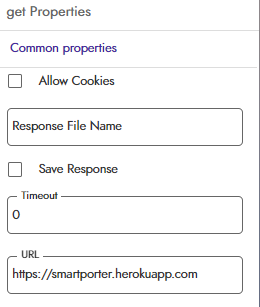 get Properties
Common properties
Allow Cookies
Response File Name
Save Response
Timeout
0
URL
https://smartporter.herokuapp.com